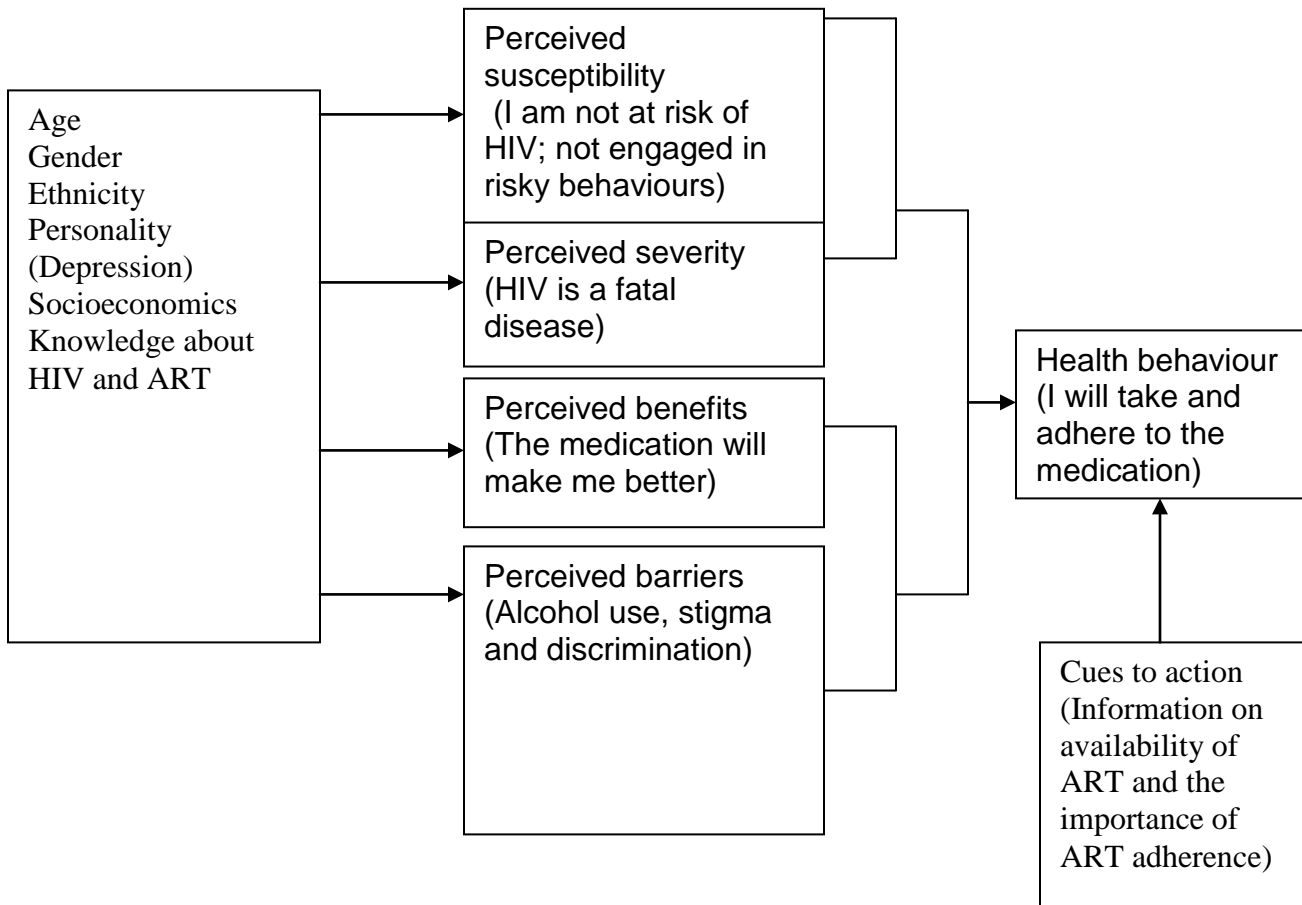 Age
Gender
Ethnicity
Personality
(Depression)
Socioeconomics
Knowledge about
HIV and ART
Perceived
susceptibility
(I am not at risk of
HIV; not engaged in
risky behaviours)
Perceived severity
(HIV is a fatal
disease)
Perceived benefits
(The medication will
make me better)
Perceived barriers
(Alcohol use, stigma
and discrimination)
Health behaviour
(I will take and
adhere to the
medication)
Cues to action
(Information on
availability of
ART and the
importance of
ART adherence)